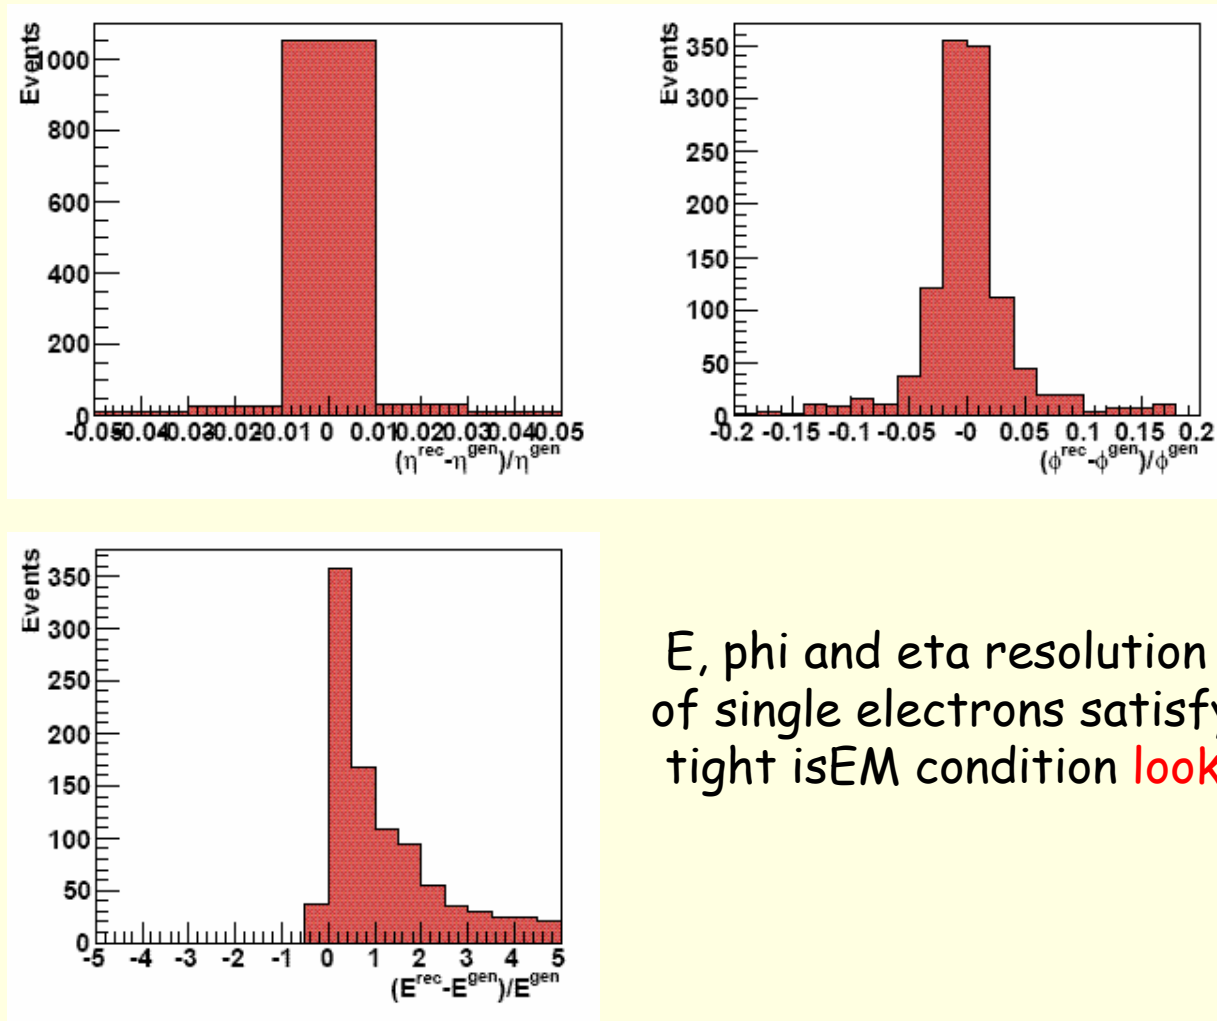 Events
1000
800
600
400
200
0
-0.05 -0.04 -0.03 -0.02 -0.01 0 0.01 0.02 0.03 0.04 0.05
(η^rec-η^gen)/η^gen
Events
350
300
250
200
150
100
50
0
-0.2 -0.15 -0.1 -0.05 -0 0.05 0.1 0.15 0.2
(ϕ^rec-ϕ^gen)/ϕ^gen
Events
350
300
250
200
150
100
50
0
-5 -4 -3 -2 -1 0 1 2 3 4 5
(E^rec-E^gen)/E^gen
E, phi and eta resolution
of single electrons satisfy
tight isEM condition look